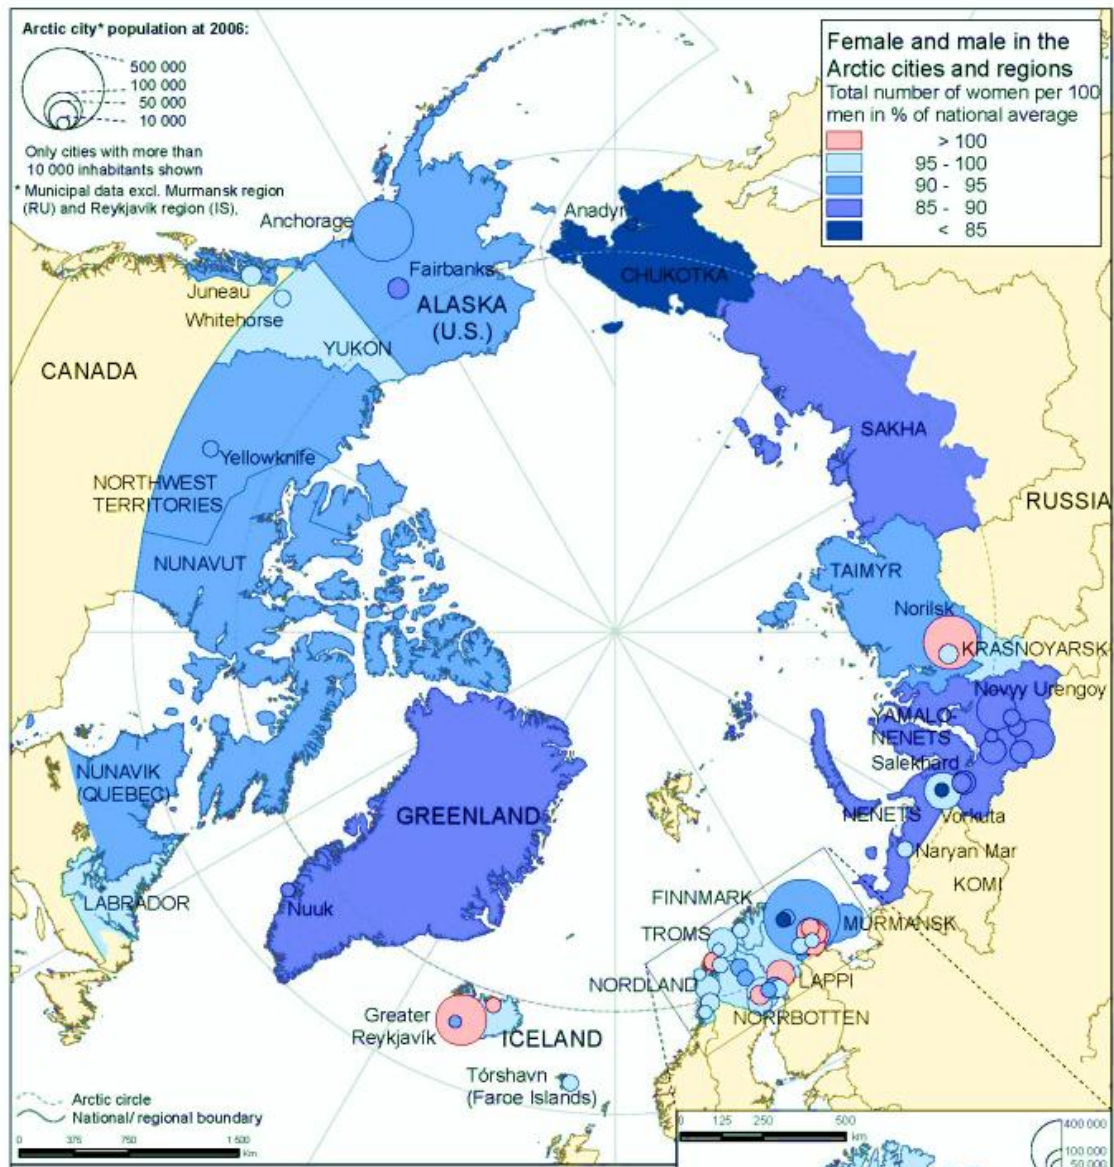 Arctic city* population at 2006:
500 000
100 000
50 000
10 000
Only cities with more than
10 000 inhabitants shown
* Municipal data excl. Murmansk region
(RU) and Reykjavik region (IS).
Female and male in the
Arctic cities and regions
Total number of women per 100
men in % of national average
> 100
95 - 100
90 - 95
85 - 90
< 85
Anchorage
Anadyr
CHUKOTKA
Fairbanks
Juneau
ALASKA
(U.S.)
Whitehorse
YUKON
CANADA
SAKHA
Yellowknife
NORTHWEST
TERRITORIES
RUSSIA
NUNAVUT
TAIMYR
Norilsk
KRASNOYARSK
Novyy Urengoy
YAMALO-
NENETS
Salekhard
NUNAVIK
(QUEBEC)
GREENLAND
NENETS
Vorkuta
Naryan Mar
KOMI
LABRADOR
Nuuk
FINNMARK
MURMANSK
TROMS
NORDLAND
LAPPI
Greater
Reykjavík
ICELAND
NORRBOTTEN
Tórshavn
(Faroe Islands)
Arctic circle
National/ regional boundary
0 375 750 1 500
Km
0 125 250 500
km
400 000
100 000
50 000